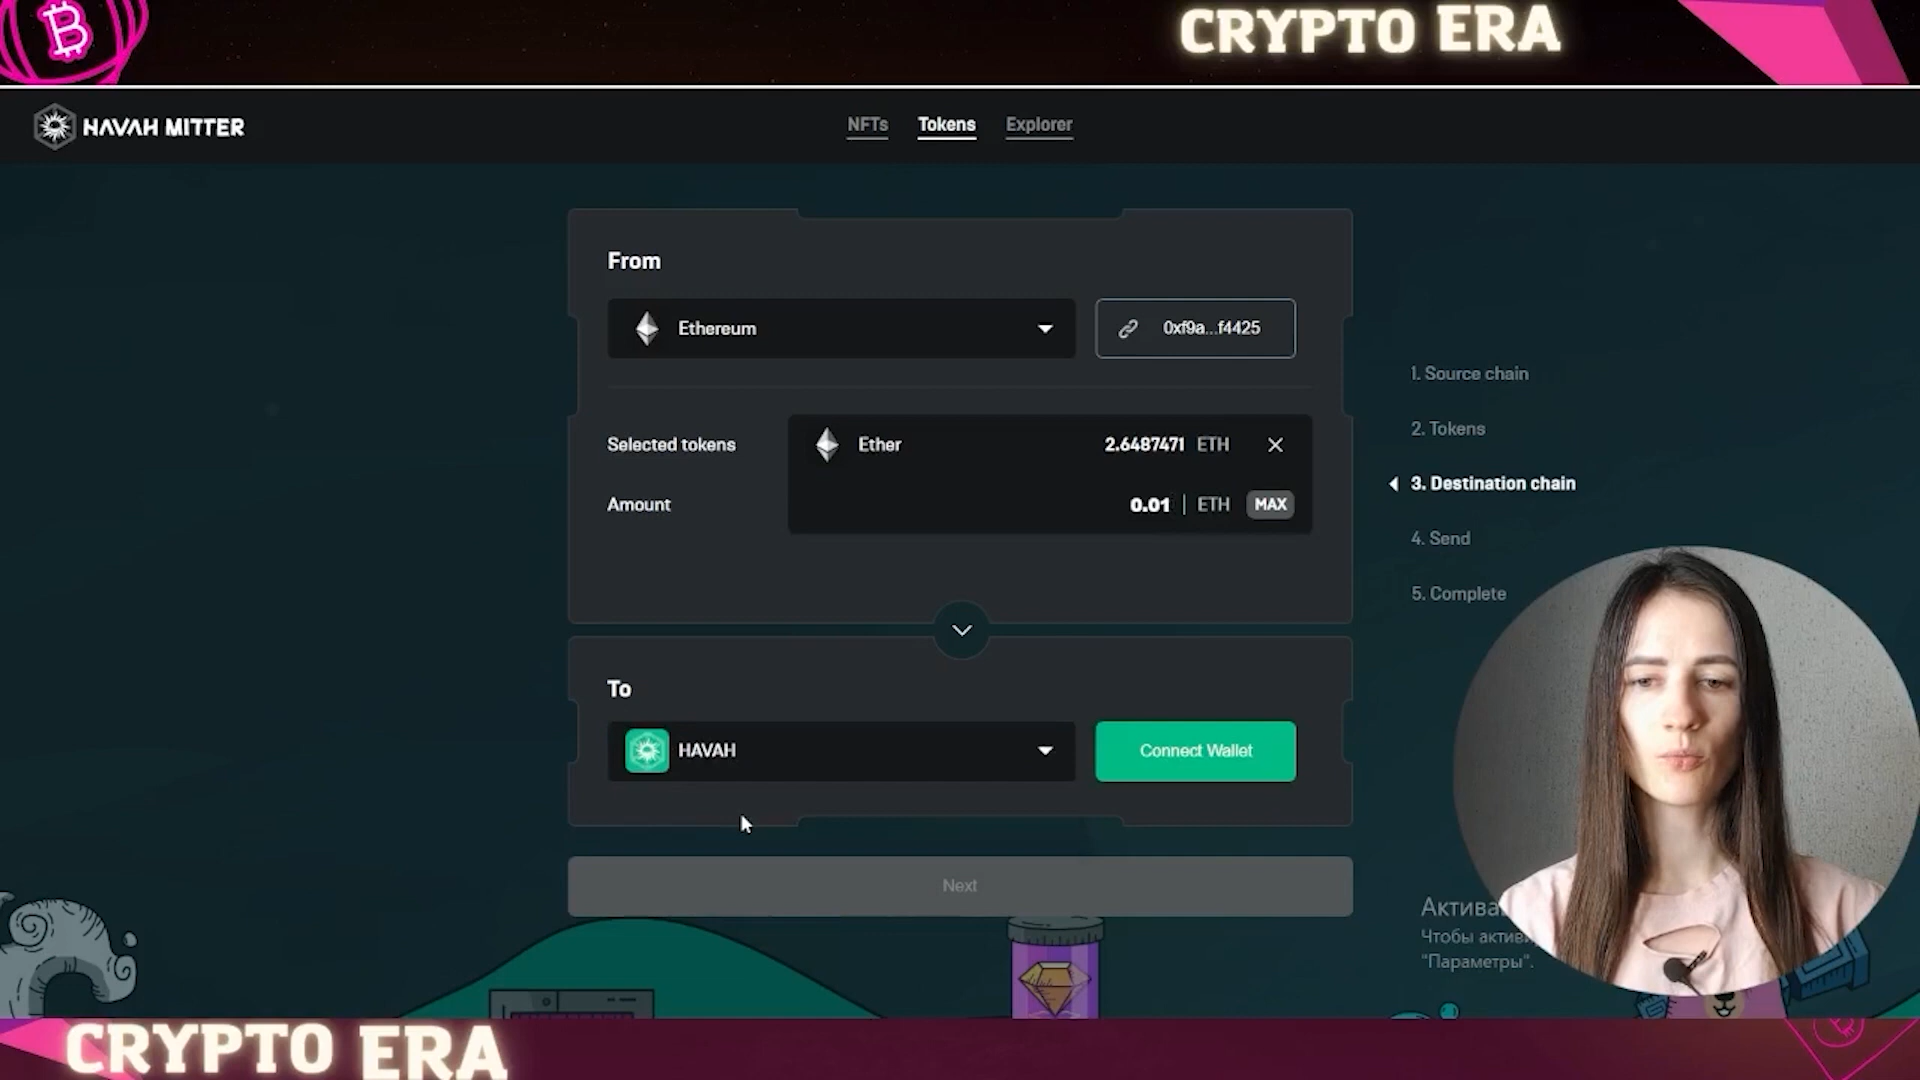 CRYPTO ERA
HAVAH MITTER
NFTs
Tokens
Explorer
From
Ethereum
0xf9a...f4425
1. Source chain
Selected tokens
Ether
2.6487471 ETH
2. Tokens
Amount
0.01 ETH MAX
3. Destination chain
4. Send
5. Complete
To
HAVAH
Connect Wallet
Next
Чтобы
"Параметры".
CRYPTO ERA